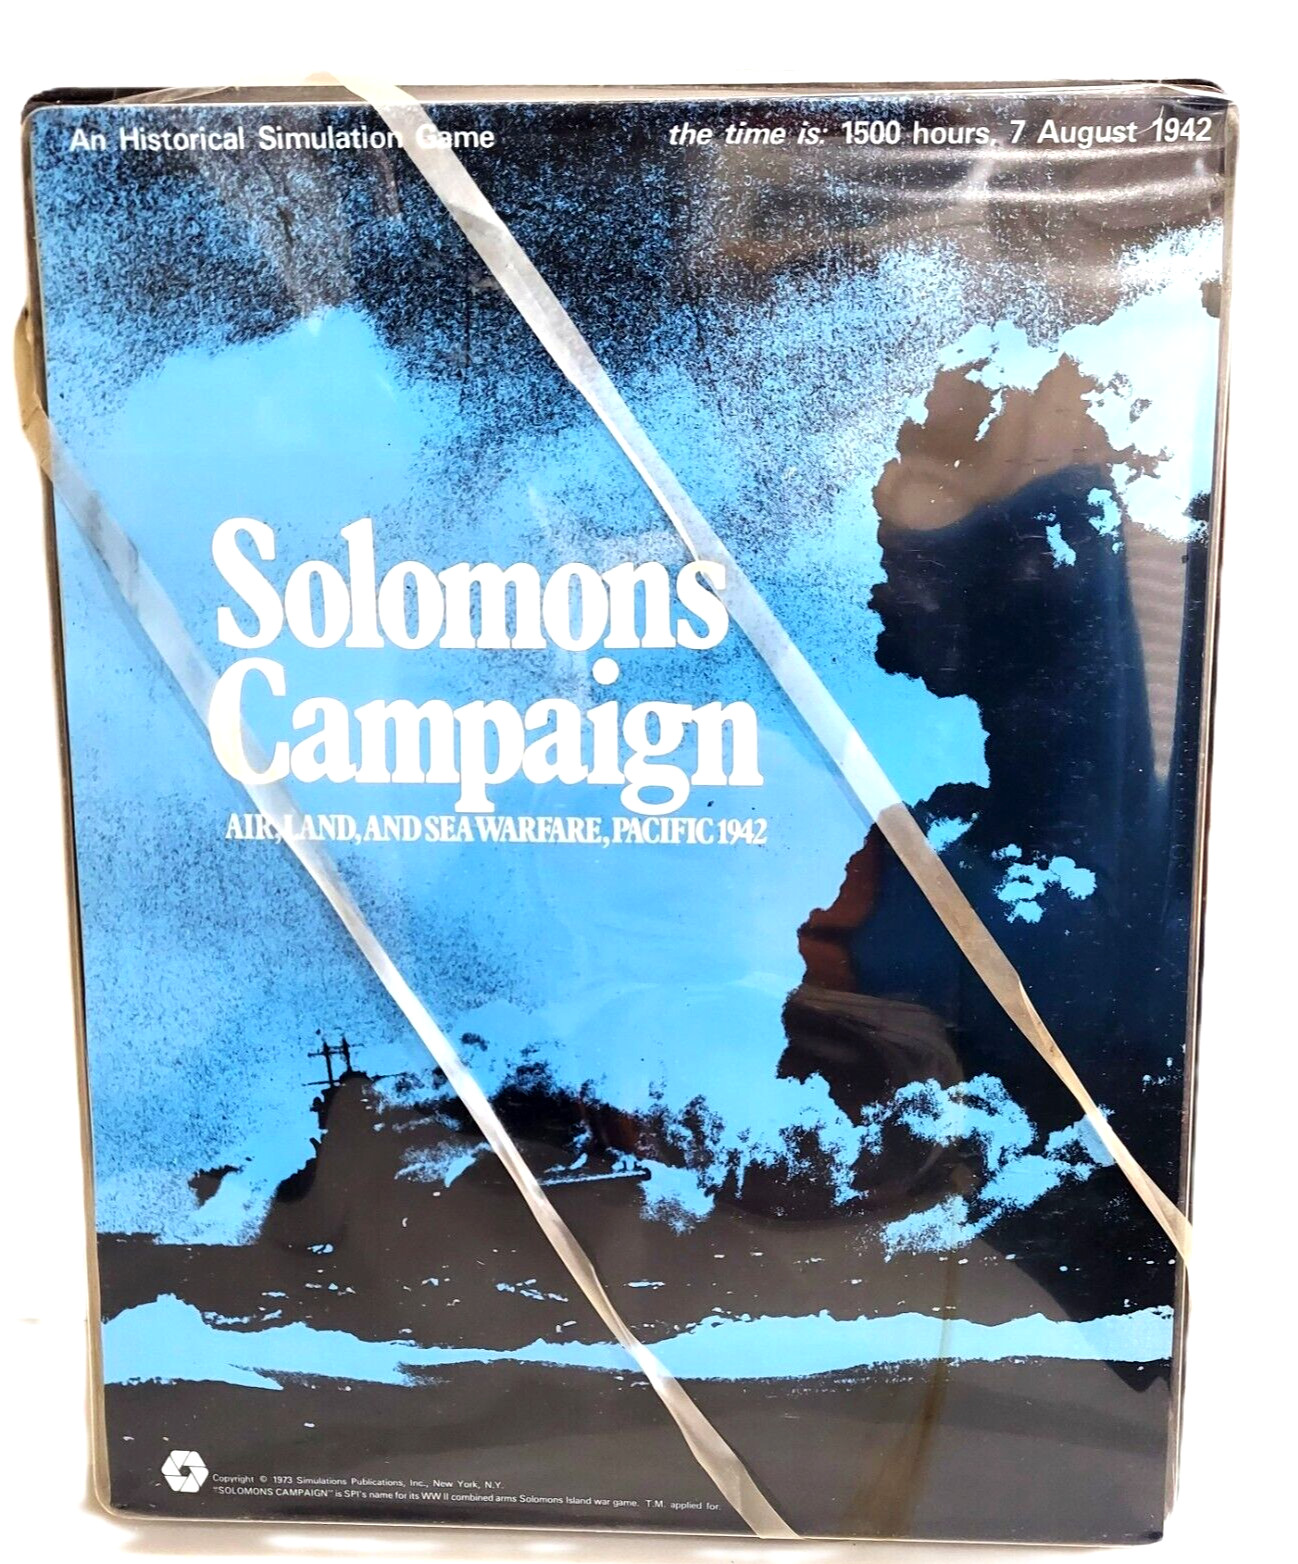 An Historical Simulation Game
the time is: 1500 hours, 7 August 1942
Solomons
Campaign
AIR, LAND, AND SEA WARFARE, PACIFIC 1942
Copyright © 1973 Simulations Publications, Inc., New York, N.Y.
"SOLOMONS CAMPAIGN" is SPI's name for its WW II combined arms Solomons Island war game. T.M. applied for.